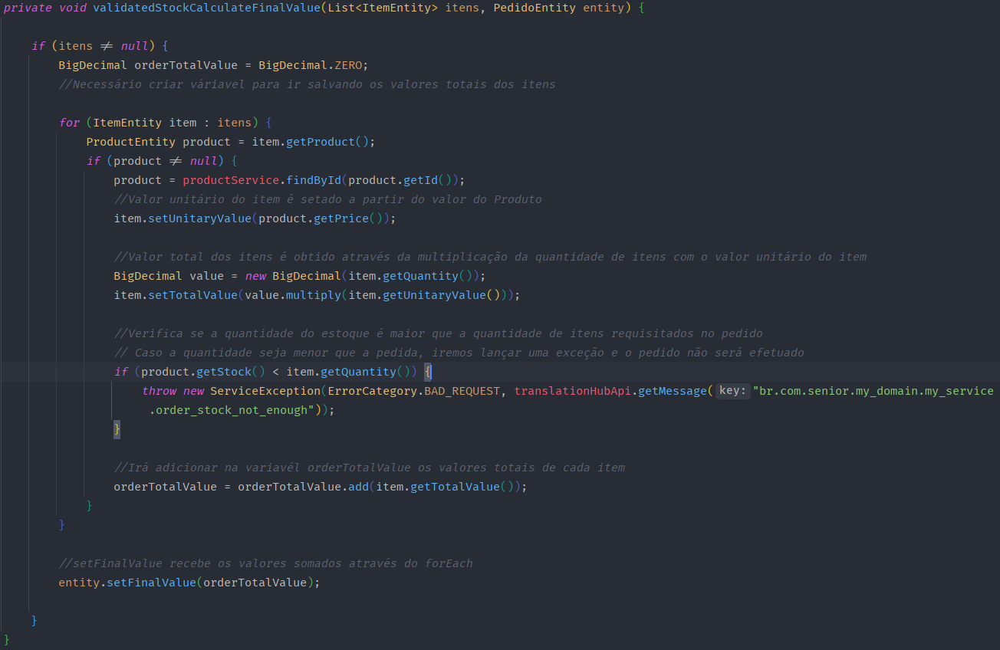 private void validatedStockCalculateFinalValue(List<ItemEntity> itens, PedidoEntity entity) {
if (itens != null) {
BigDecimal orderTotalValue = BigDecimal.ZERO;
//Necessário criar váriavel para ir salvando os valores totais dos itens
for (ItemEntity item : itens) {
ProductEntity product = item.getProduct();
if (product != null) {
product = productService.findById(product.getId());
//Valor unitário do item é setado a partir do valor do Produto
item.setUnitaryValue(product.getPrice());
//Valor total dos itens é obtido através da multiplicação da quantidade de itens com o valor unitário do item
BigDecimal value = new BigDecimal(item.getQuantity());
item.setTotalValue(value.multiply(item.getUnitaryValue()));
//Verifica se a quantidade do estoque é maior que a quantidade de itens requisitados no pedido
// Caso a quantidade seja menor que a pedida, iremos lançar uma exceção e o pedido não será efetuado
if (product.getStock() < item.getQuantity()) {
throw new ServiceException(ErrorCategory.BAD_REQUEST, translationHubApi.getMessage( key: "br.com.senior.my_domain.my_service
.order_stock_not_enough"));
}
//Irá adicionar na variavél orderTotalValue os valores totais de cada item
orderTotalValue = orderTotalValue.add(item.getTotalValue());
}
}
//setFinalValue recebe os valores somados através do forEach
entity.setFinalValue(orderTotalValue);
}
}